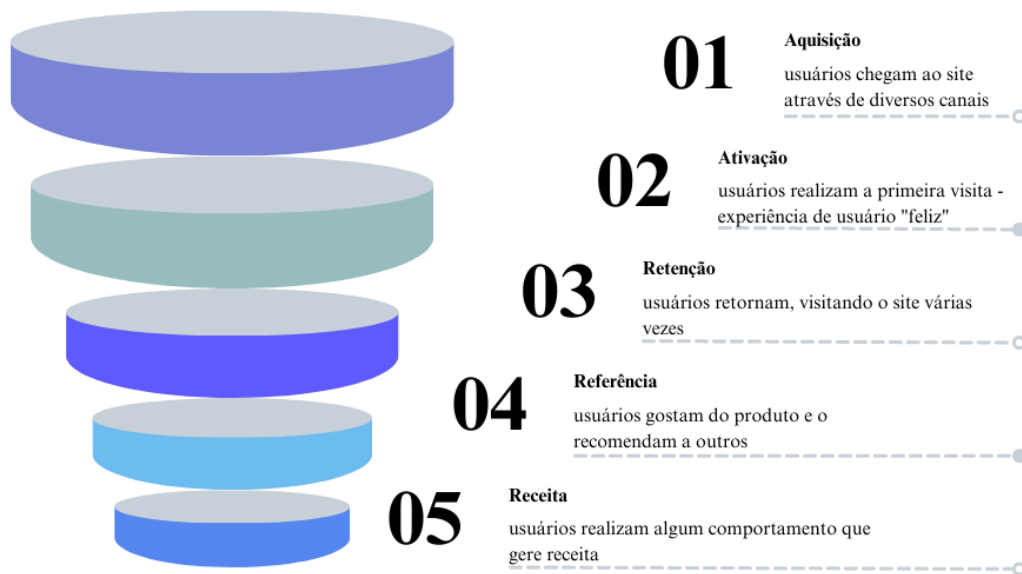 01
Aquisição
usuários chegam ao site
através de diversos canais
02
Ativação
usuários realizam a primeira visita -
experiência de usuário "feliz"
03
Retenção
usuários retornam, visitando o site várias
vezes
04
Referência
usuários gostam do produto e o
recomendam a outros
05
Receita
usuários realizam algum comportamento que
gere receita